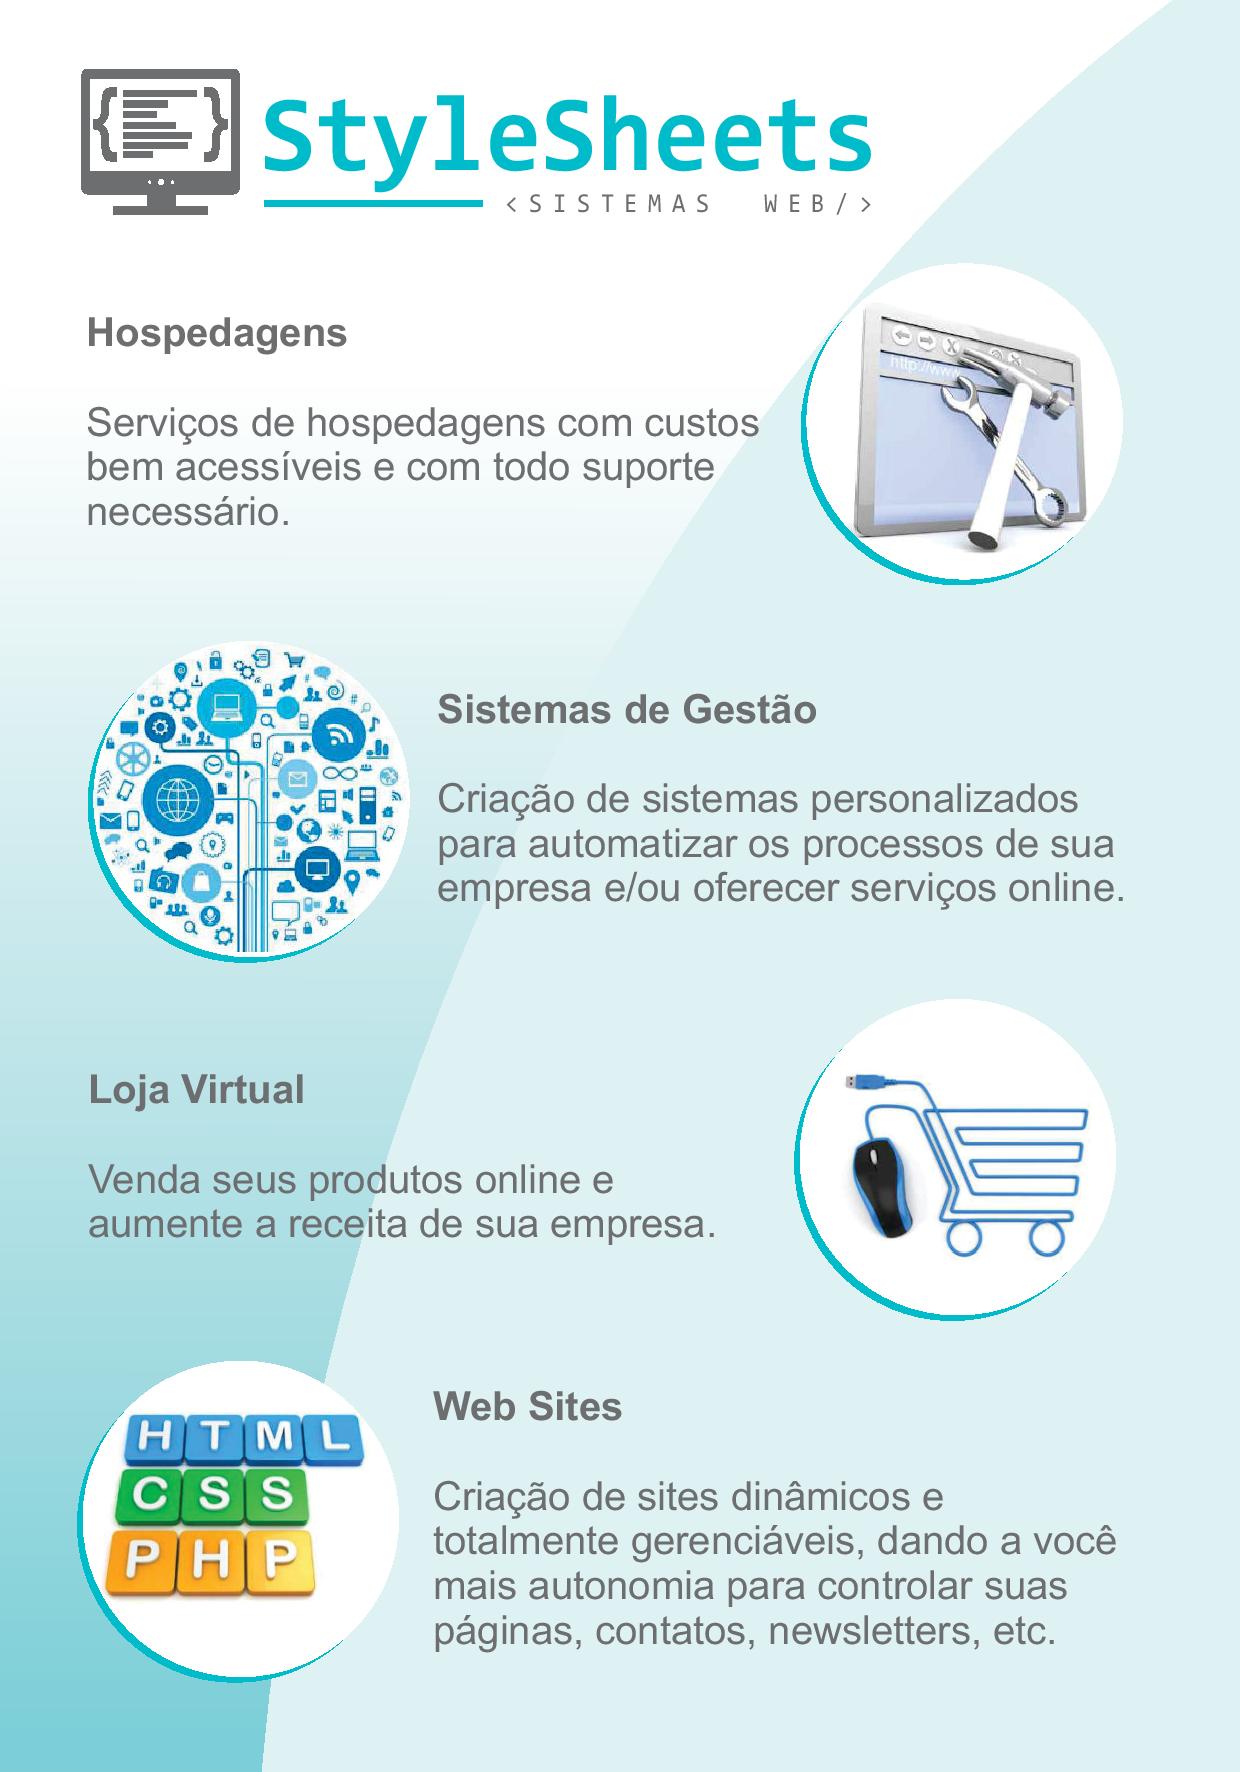 StyleSheets
<SISTEMAS WEB/>
Hospedagens
Serviços de hospedagens com custos
bem acessíveis e com todo suporte
necessário.
http://www.
Sistemas de Gestão
Criação de sistemas personalizados
para automatizar os processos de sua
empresa e/ou oferecer serviços online.
Loja Virtual
Venda seus produtos online e
aumente a receita de sua empresa.
HTML
CSS
PHP
Web Sites
Criação de sites dinâmicos e
totalmente gerenciáveis, dando a você
mais autonomia para controlar suas
páginas, contatos, newsletters, etc.